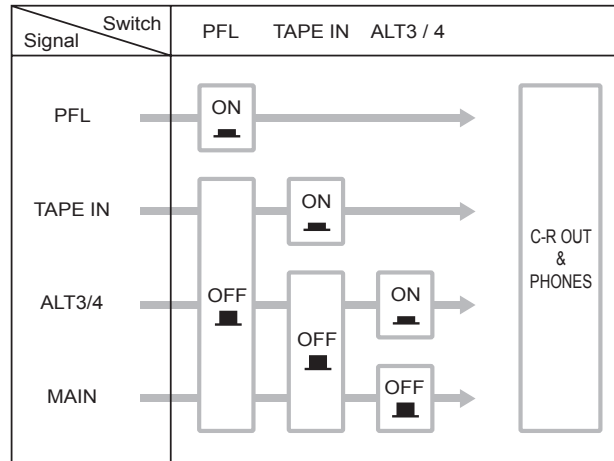 Switch
Signal
PFL TAPE IN ALT3 / 4
PFL
ON
TAPE IN
ON
ALT3/4
OFF
OFF
ON
MAIN
OFF
C-R OUT
&
PHONES